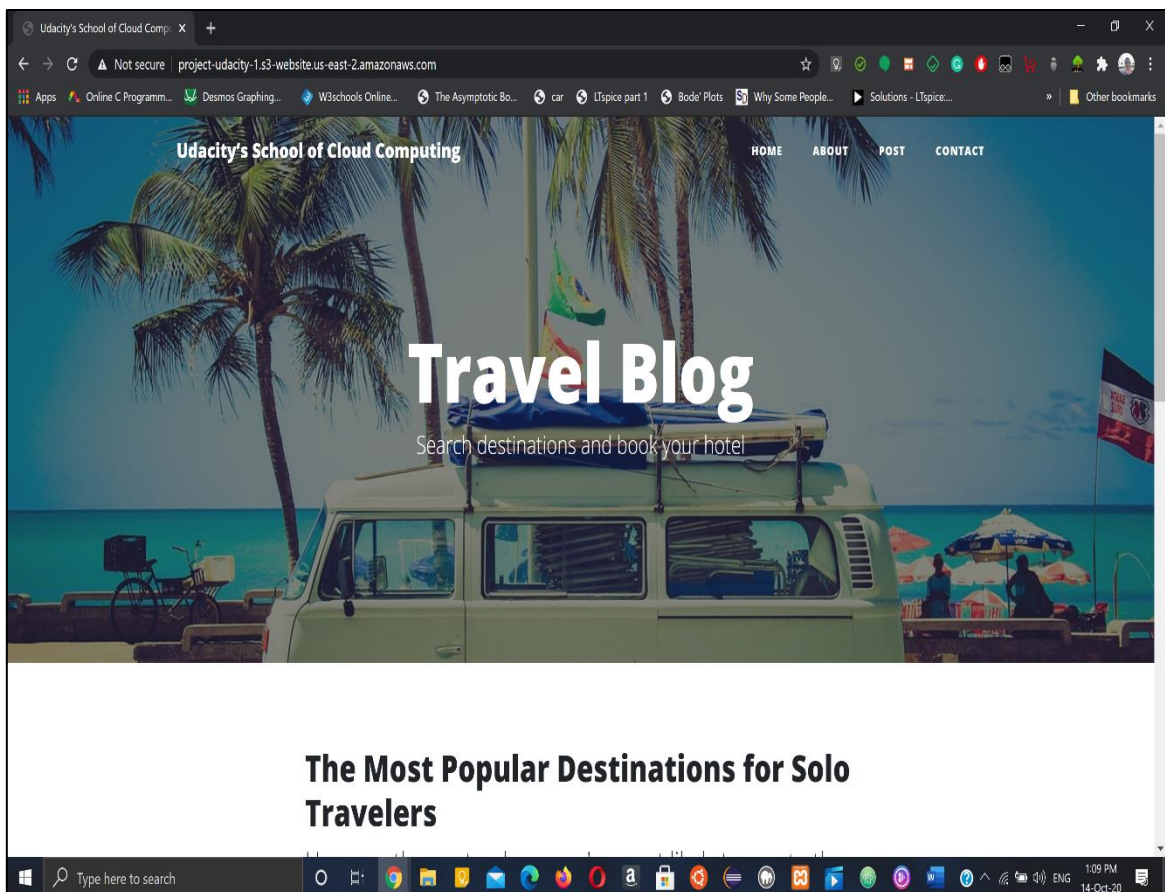 Udacity's School of Cloud Comp
Not secure | project-udacity-1.s3-website.us-east-2.amazonaws.com
Apps Online C Programm... Desmos Graphing... W3schools Online... The Asymptotic Bo... car LTspice part 1 Bode' Plots SD Why Some People... Solutions - LTspice:... » Other bookmarks
Udacity's School of Cloud Computing HOME ABOUT POST CONTACT
Travel Blog
Search destinations and book your hotel
VISA VISA
The Most Popular Destinations for Solo
Travelers
Type here to search ENG 1:09 PM
14-Oct-20